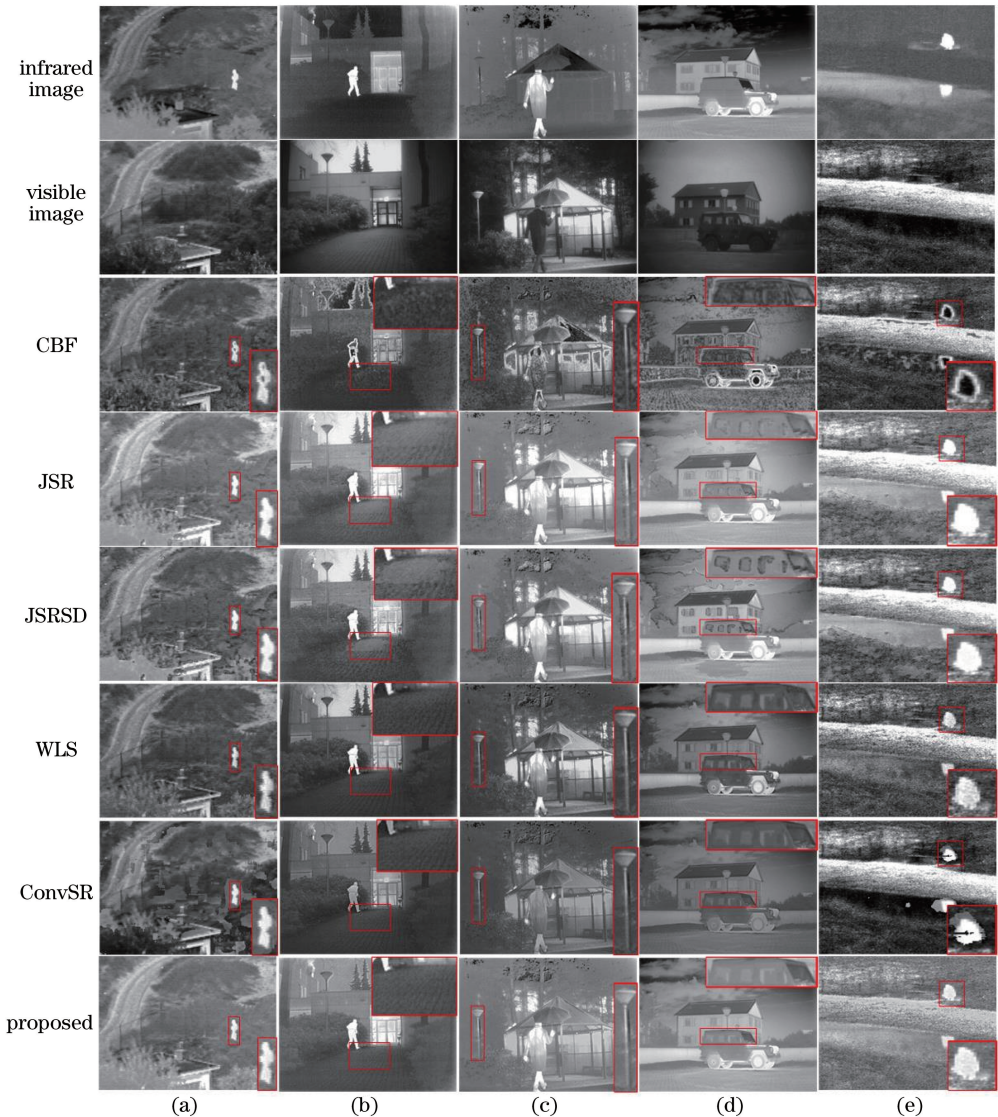 infrared
image
visible
image
CBF
JSR
JSRSD
WLS
ConvSR
proposed
(a) (b) (c) (d) (e)